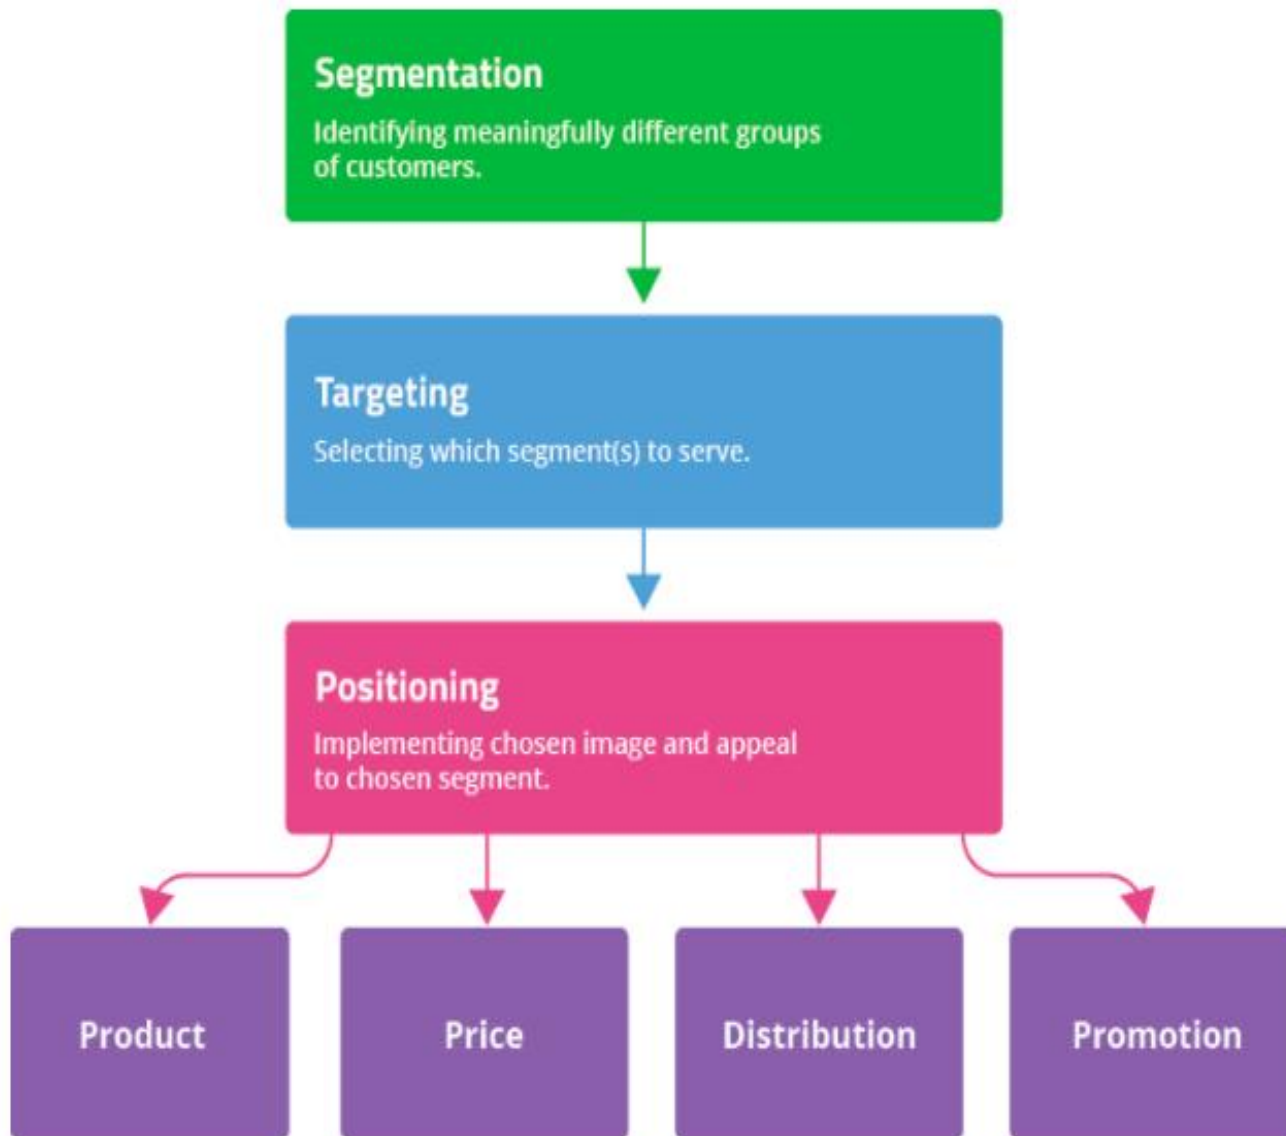 Segmentation
Identifying meaningfully different groups
of customers.
Targeting
Selecting which segment(s) to serve.
Positioning
Implementing chosen image and appeal
to chosen segment.
Product
Price
Distribution
Promotion